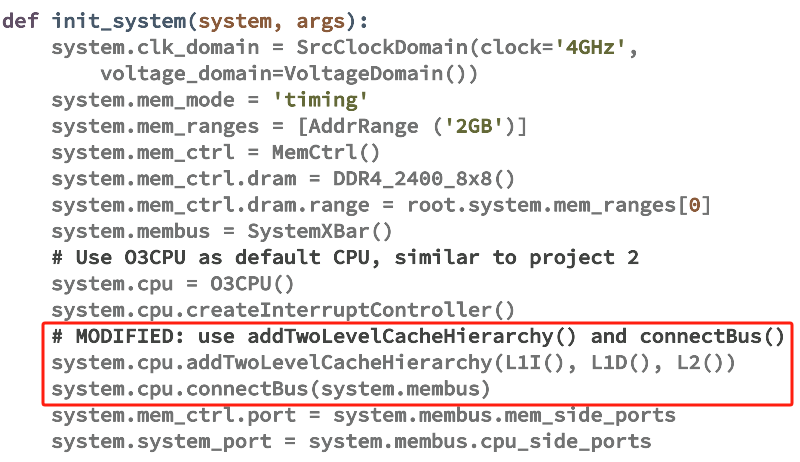 def init_system(system, args):
    system.clk_domain = SrcClockDomain(clock='4GHz',
        voltage_domain=VoltageDomain())
    system.mem_mode = 'timing'
    system.mem_ranges = [AddrRange ('2GB')]
    system.mem_ctrl = MemCtrl()
    system.mem_ctrl.dram = DDR4_2400_8x8()
    system.mem_ctrl.dram.range = root.system.mem_ranges[0]
    system.membus = SystemXBar()
    # Use O3CPU as default CPU, similar to project 2
    system.cpu = O3CPU()
    system.cpu.createInterruptController()
    # MODIFIED: use addTwoLevelCacheHierarchy() and connectBus()
    system.cpu.addTwoLevelCacheHierarchy(L1I(), L1D(), L2())
    system.cpu.connectBus(system.membus)
    system.mem_ctrl.port = system.membus.mem_side_ports
    system.system_port = system.membus.cpu_side_ports